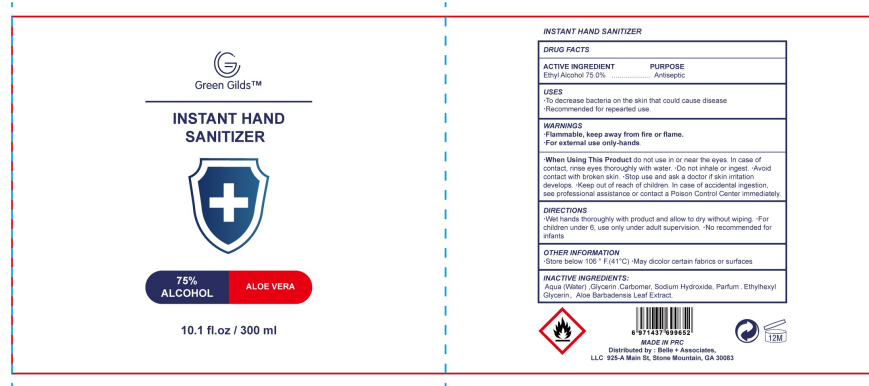 Green Gilds™
INSTANT HAND
SANITIZER
75%
ALCOHOL
ALOE VERA
10.1 fl.oz / 300 ml
INSTANT HAND SANITIZER
DRUG FACTS
ACTIVE INGREDIENT PURPOSE
Ethyl Alcohol 75.0% .................... Antiseptic
USES
·To decrease bacteria on the skin that could cause disease
·Recommended for repearted use.
WARNINGS
·Flammable, keep away from fire or flame.
·For external use only-hands.
·When Using This Product do not use in or near the eyes. In case of
contact, rinse eyes thoroughly with water. ·Do not inhale or ingest. ·Avoid
contact with broken skin. ·Stop use and ask a doctor if skin irritation
develops. ·Keep out of reach of children. In case of accidental ingestion,
see professional assistance or contact a Poison Control Center immediately.
DIRECTIONS
·Wet hands thoroughly with product and allow to dry without wiping. ·For
children under 6, use only under adult supervision. ·No recommended for
infants
OTHER INFORMATION
·Store below 106 ° F.(41°C) ·May dicolor certain fabrics or surfaces
INACTIVE INGREDIENTS:
Aqua (Water) ,Glycerin .Carbomer, Sodium Hydroxide, Parfum . Ethylhexyl
Glycerin, Aloe Barbadensis Leaf Extract.
6 971437 699652
MADE IN PRC
Distributed by : Belle + Associates,
LLC 925-A Main St, Stone Mountain, GA 30083
12M